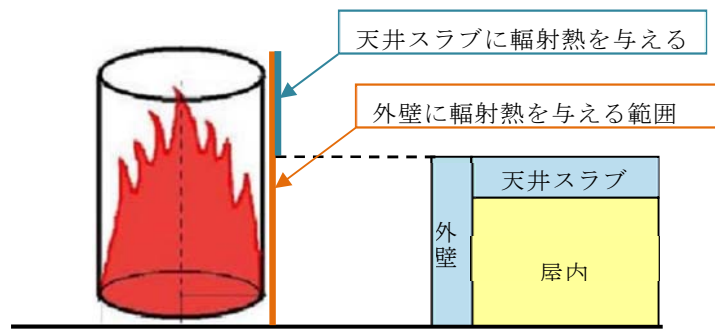 天井スラブに輻射熱を与える
外壁に輻射熱を与える範囲
天井スラブ
外壁
屋内